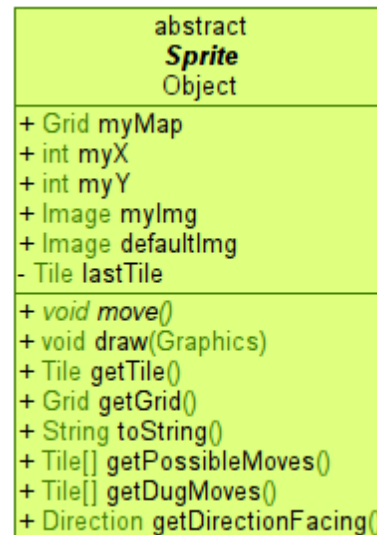 abstract
Sprite
Object
+ Grid myMap
+ int myX
+ int myY
+ Image myImg
+ Image defaultImg
- Tile lastTile
+ void move()
+ void draw(Graphics)
+ Tile getTile()
+ Grid getGrid()
+ String toString()
+ Tile[] getPossibleMoves()
+ Tile[] getDugMoves()
+ Direction getDirectionFacing()